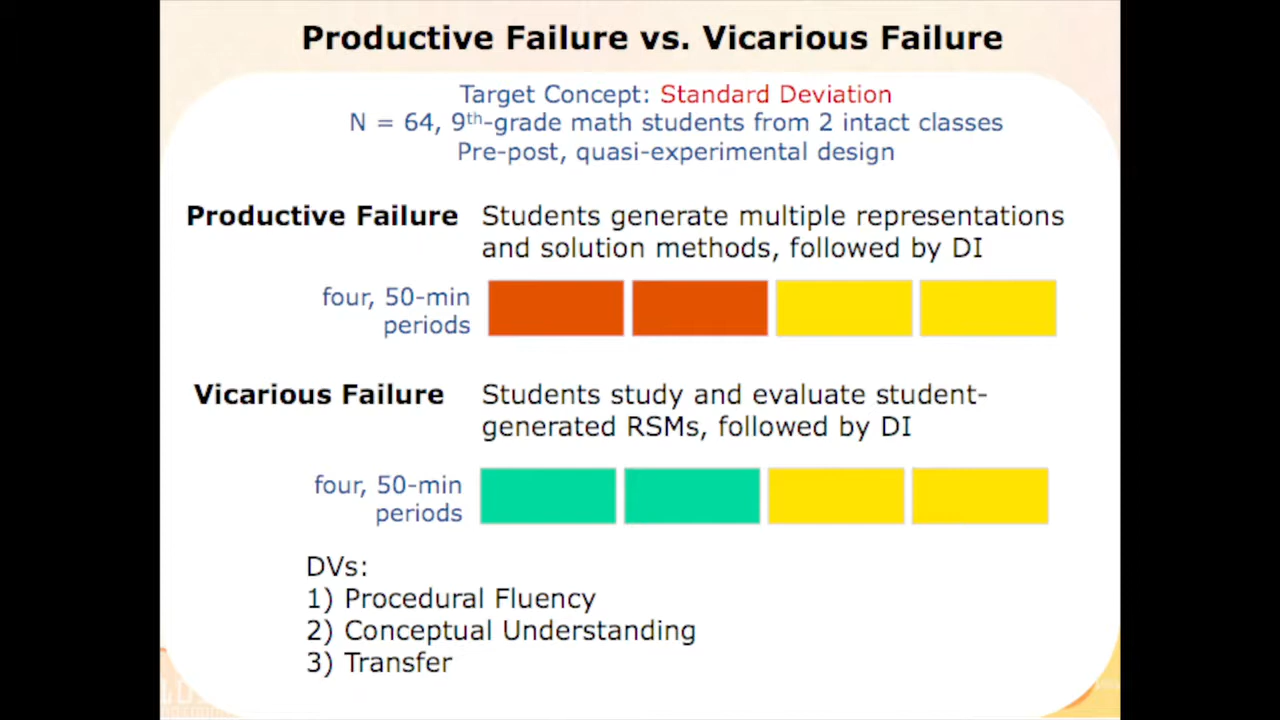 Productive Failure vs. Vicarious Failure
Target Concept: Standard Deviation
N = 64, 9th-grade math students from 2 intact classes
Pre-post, quasi-experimental design
Productive Failure
Students generate multiple representations
and solution methods, followed by DI
four, 50-min
periods
Vicarious Failure
Students study and evaluate student-
generated RSMs, followed by DI
four, 50-min
periods
DVs:
1) Procedural Fluency
2) Conceptual Understanding
3) Transfer